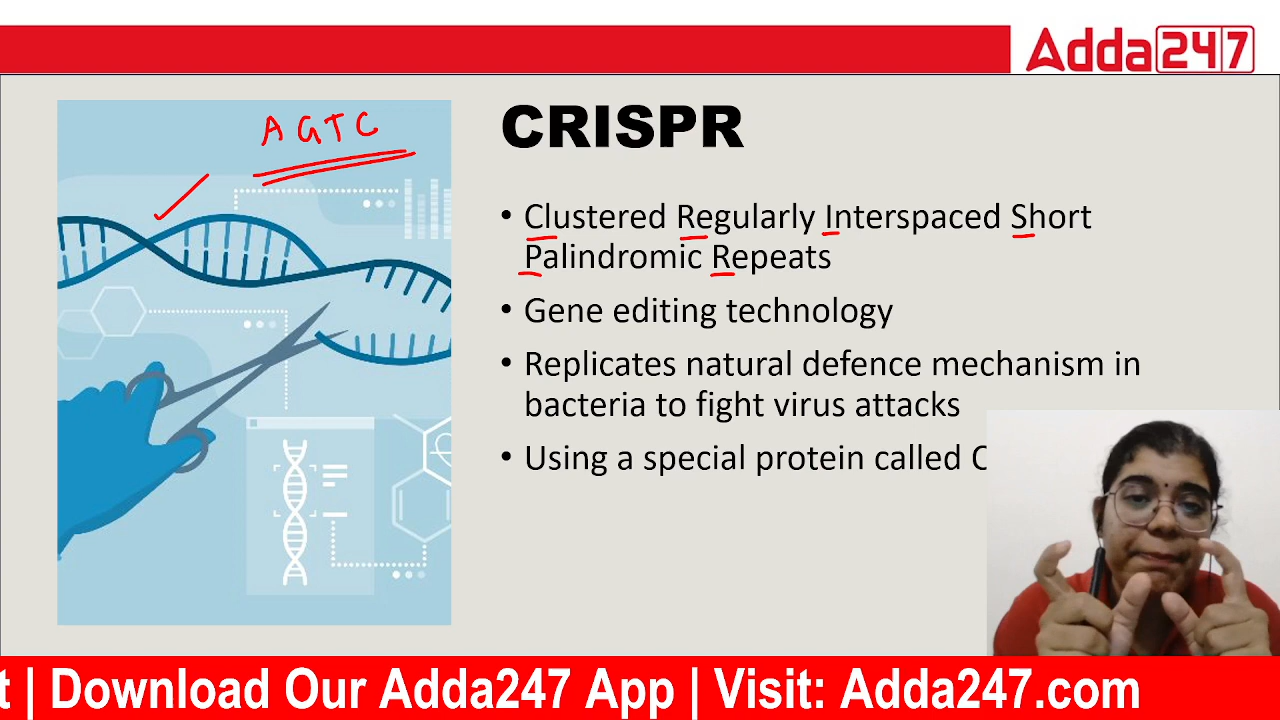 Adda247
AGTC
CRISPR
• Clustered Regularly Interspaced Short
Palindromic Repeats
• Gene editing technology
• Replicates natural defence mechanism in
bacteria to fight virus attacks
• Using a special protein called C
t | Download Our Adda247 App | Visit: Adda247.com